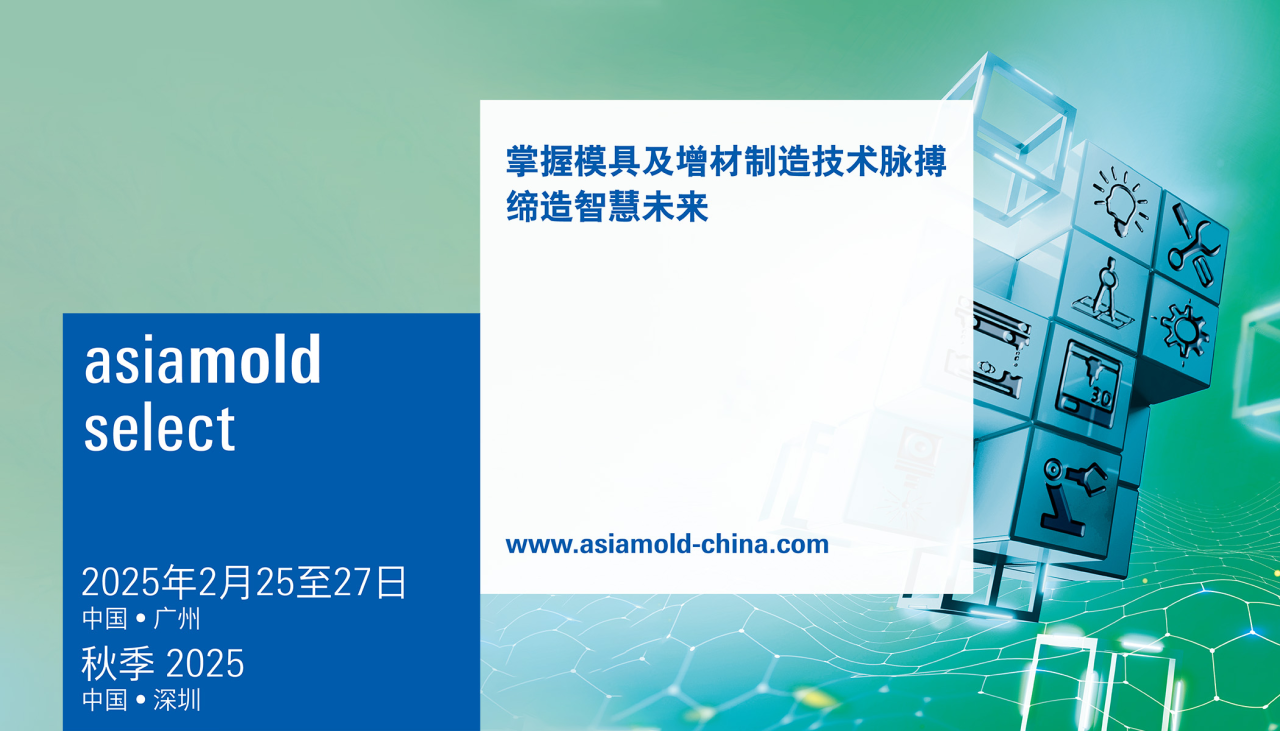 掌握模具及增材制造技术脉搏
缔造智慧未来
asiamold
select
www.asiamold-china.com
2025年2月25至27日
中国 • 广州
秋季 2025
中国 • 深圳
3D